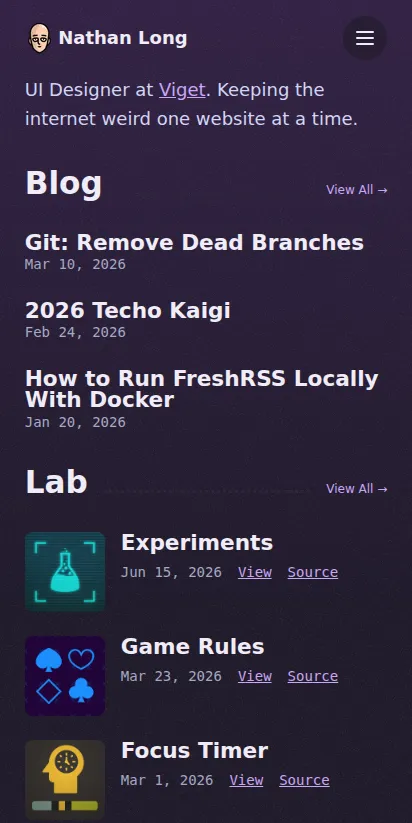 Nathan Long
UI Designer at Viget. Keeping the
internet weird one website at a time.
Blog
View All →
Git: Remove Dead Branches
Mar 10, 2026
2026 Techo Kaigi
Feb 24, 2026
How to Run FreshRSS Locally
With Docker
Jan 20, 2026
Lab
View All →
Experiments
Jun 15, 2026 View Source
Game Rules
Mar 23, 2026 View Source
Focus Timer
Mar 1, 2026 View Source